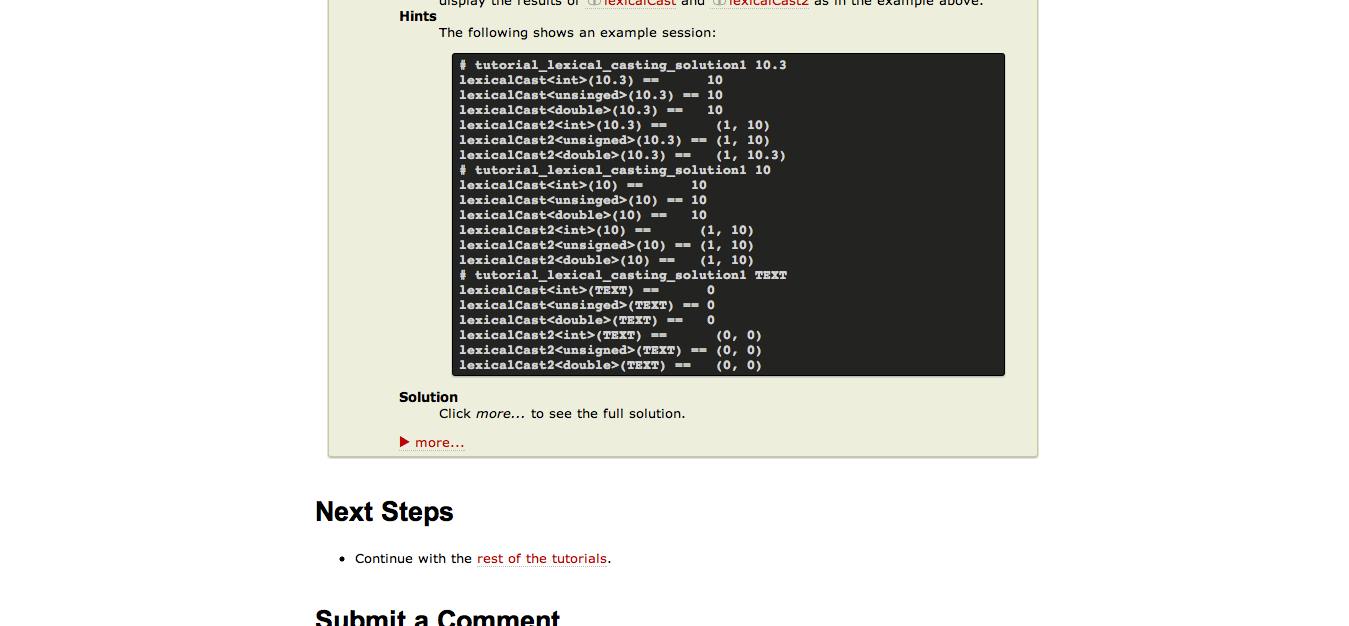 display the results of lexicalCast and lexicalCast2 as in the example above.
Hints
The following shows an example session:
# tutorial_lexical_casting_solution1 10.3
lexicalCast<int>(10.3) == 10
lexicalCast<unsinged>(10.3) == 10
lexicalCast<double>(10.3) == 10
lexicalCast2<int>(10.3) == (1, 10)
lexicalCast2<unsigned>(10.3) == (1, 10)
lexicalCast2<double>(10.3) == (1, 10.3)
# tutorial_lexical_casting_solution1 10
lexicalCast<int>(10) == 10
lexicalCast<unsinged>(10) == 10
lexicalCast<double>(10) == 10
lexicalCast2<int>(10) == (1, 10)
lexicalCast2<unsigned>(10) == (1, 10)
lexicalCast2<double>(10) == (1, 10)
# tutorial_lexical_casting_solution1 TEXT
lexicalCast<int>(TEXT) == 0
lexicalCast<unsinged>(TEXT) == 0
lexicalCast<double>(TEXT) == 0
lexicalCast2<int>(TEXT) == (0, 0)
lexicalCast2<unsigned>(TEXT) == (0, 0)
lexicalCast2<double>(TEXT) == (0, 0)
Solution
Click more... to see the full solution.
more...
Next Steps
Continue with the rest of the tutorials.
Submit a Comment